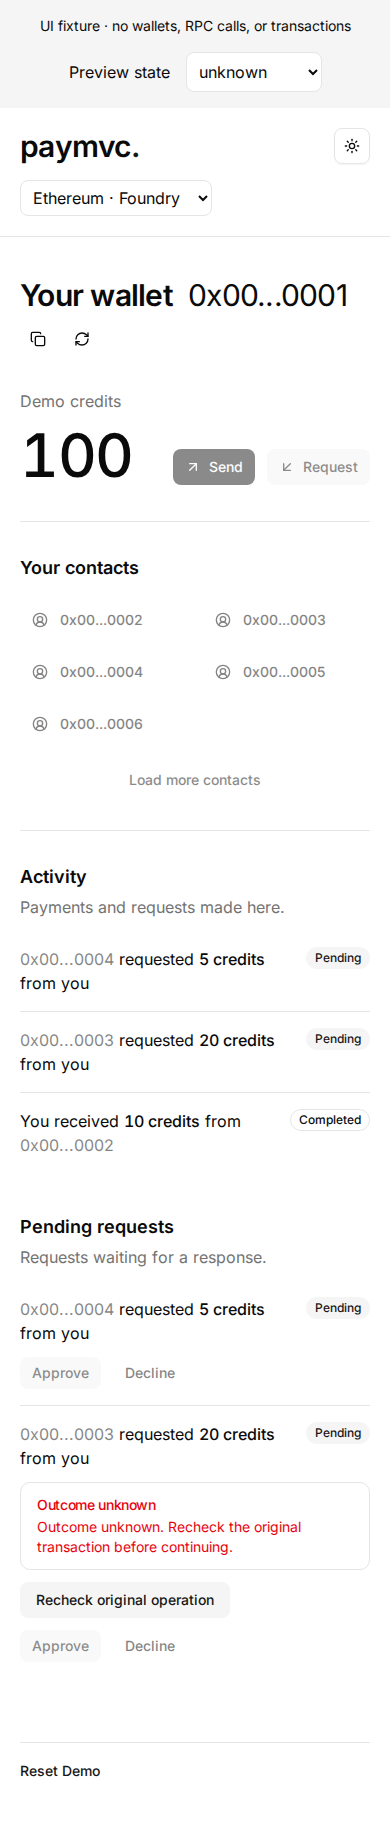 UI fixture · no wallets, RPC calls, or transactions
Preview state unknown
paymvc.
Ethereum · Foundry
Your wallet 0x00...0001
Demo credits
100 Send Request
Your contacts
0x00...0002 0x00...0003
0x00...0004 0x00...0005
0x00...0006
Load more contacts
Activity
Payments and requests made here.
0x00...0004 requested 5 credits Pending
from you
0x00...0003 requested 20 credits Pending
from you
You received 10 credits from Completed
0x00...0002
Pending requests
Requests waiting for a response.
0x00...0004 requested 5 credits Pending
from you
Approve Decline
0x00...0003 requested 20 credits Pending
from you
Outcome unknown
Outcome unknown. Recheck the original
transaction before continuing.
Recheck original operation
Approve Decline
Reset Demo